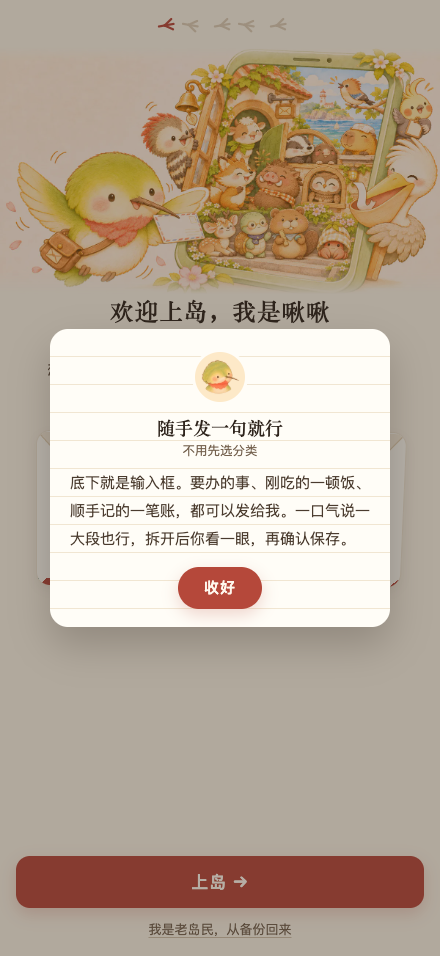 欢迎上岛，我是啾啾
随手发一句就行
不用先选分类
底下就是输入框。要办的事、刚吃的一顿饭、
顺手记的一笔账，都可以发给我。一口气说一
大段也行，拆开后你看一眼，再确认保存。
收好
上岛 →
我是老岛民，从备份回来